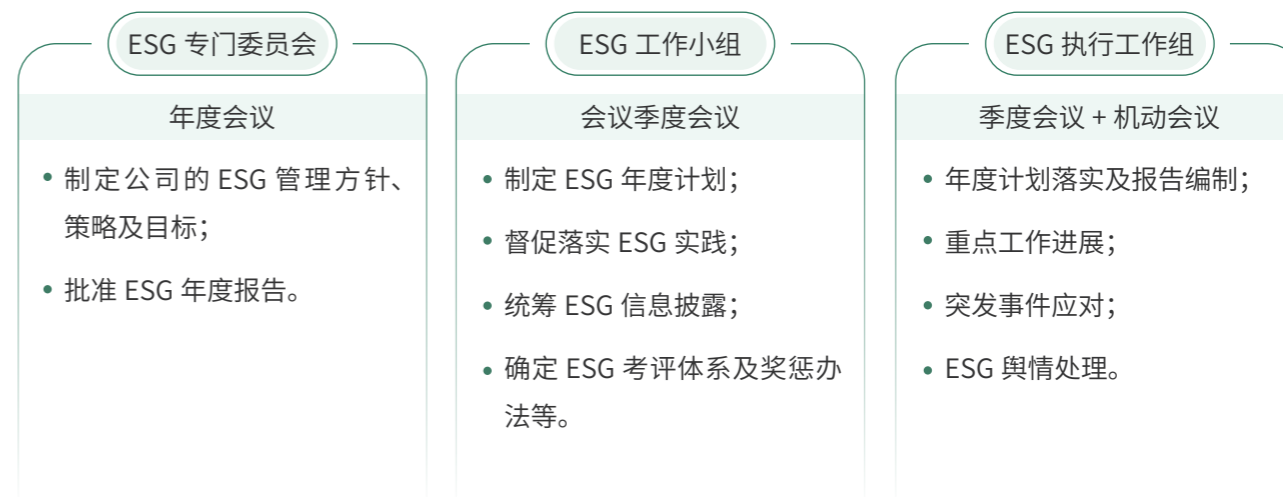 ESG 专门委员会
年度会议
制定公司的 ESG 管理方针、
策略及目标；
批准 ESG 年度报告。
ESG 工作小组
会议季度会议
制定 ESG 年度计划；
督促落实 ESG 实践；
统筹 ESG 信息披露；
确定 ESG 考评体系及奖惩办
法等。
ESG 执行工作组
季度会议 + 机动会议
年度计划落实及报告编制；
重点工作进展；
突发事件应对；
ESG 舆情处理。